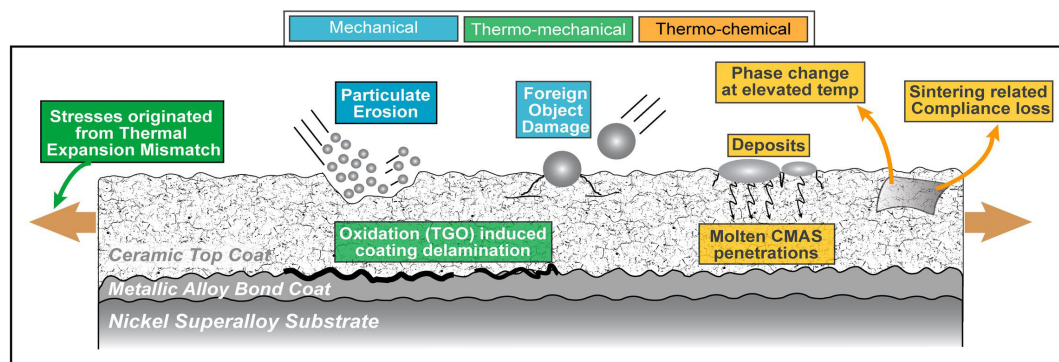 Mechanical
Thermo-mechanical
Thermo-chemical
Stresses originated
from Thermal
Expansion Mismatch
Particulate
Erosion
Foreign
Object
Damage
Phase change
at elevated temp
Sintering related
Compliance loss
Deposits
Oxidation (TGO) induced
coating delamination
Molten CMAS
penetrations
Ceramic Top Coat
Metallic Alloy Bond Coat
Nickel Superalloy Substrate